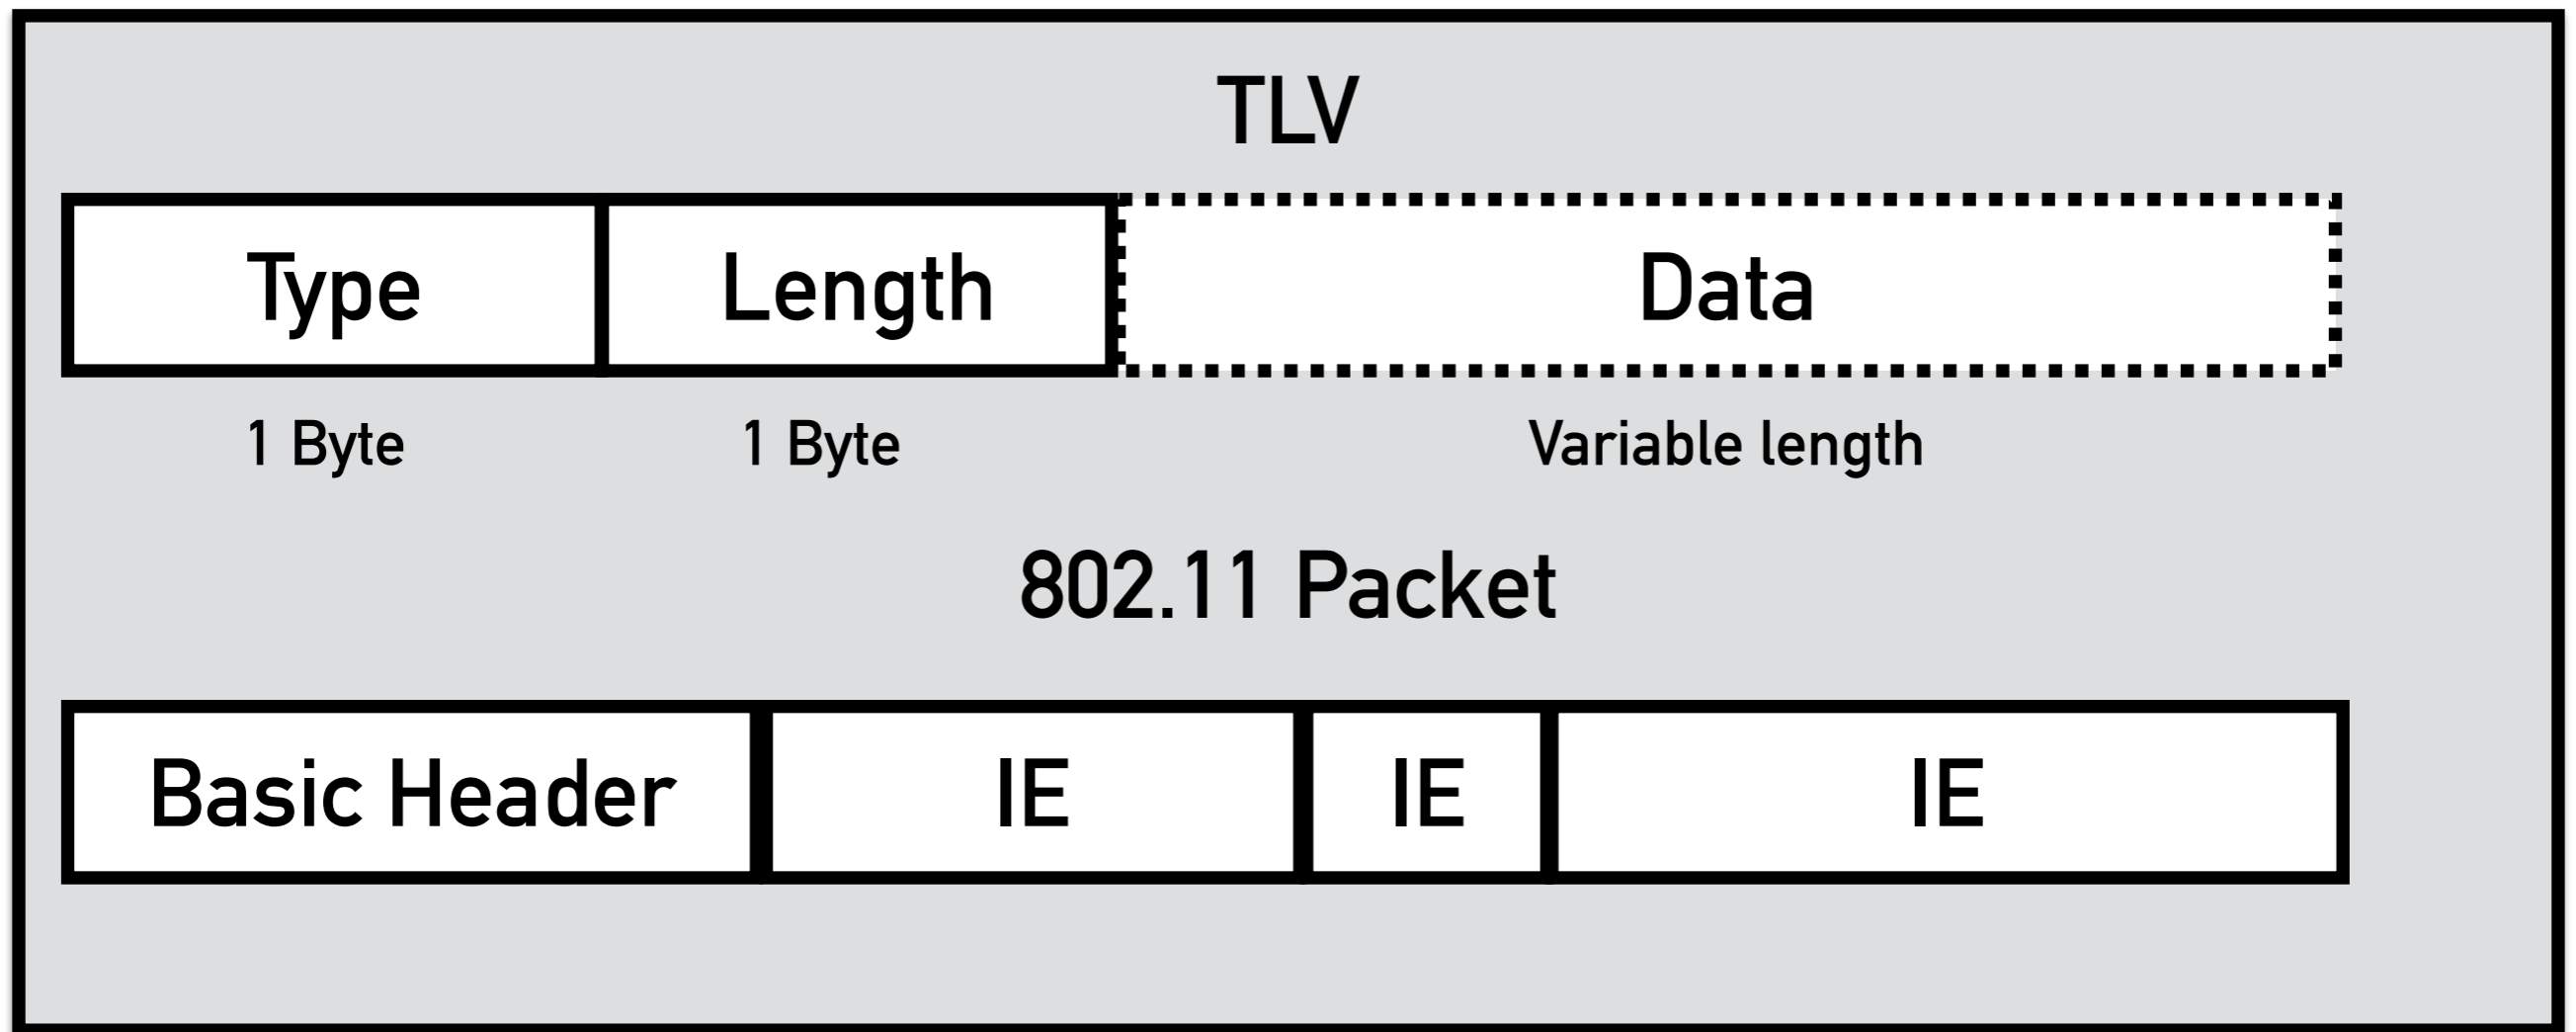 TLV
Type Length Data
1 Byte 1 Byte Variable length
802.11 Packet
Basic Header IE IE IE